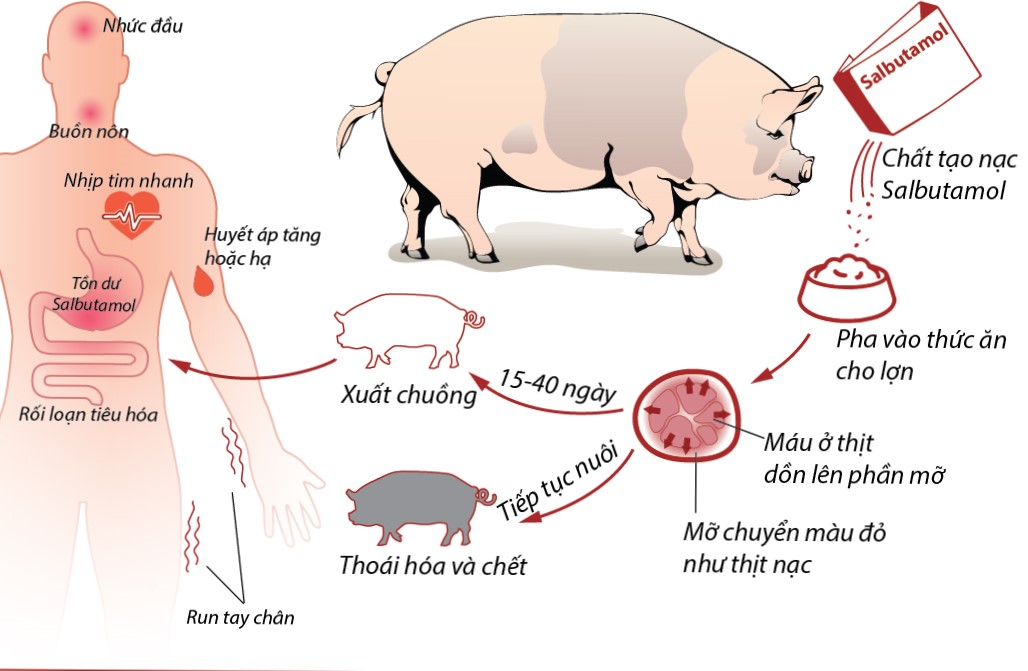 Nhức đầu
Buồn nôn
Nhịp tim nhanh
Huyết áp tăng
hoặc hạ
Tồn dư
Salbutamol
Rối loạn tiêu hóa
Run tay chân
Salbutamol
Chất tạo nạc
Salbutamol
Pha vào thức ăn
cho lợn
Máu ở thịt
dồn lên phần mỡ
Mỡ chuyển màu đỏ
như thịt nạc
15-40 ngày
Xuất chuồng
Tiếp tục nuôi
Thoái hóa và chết